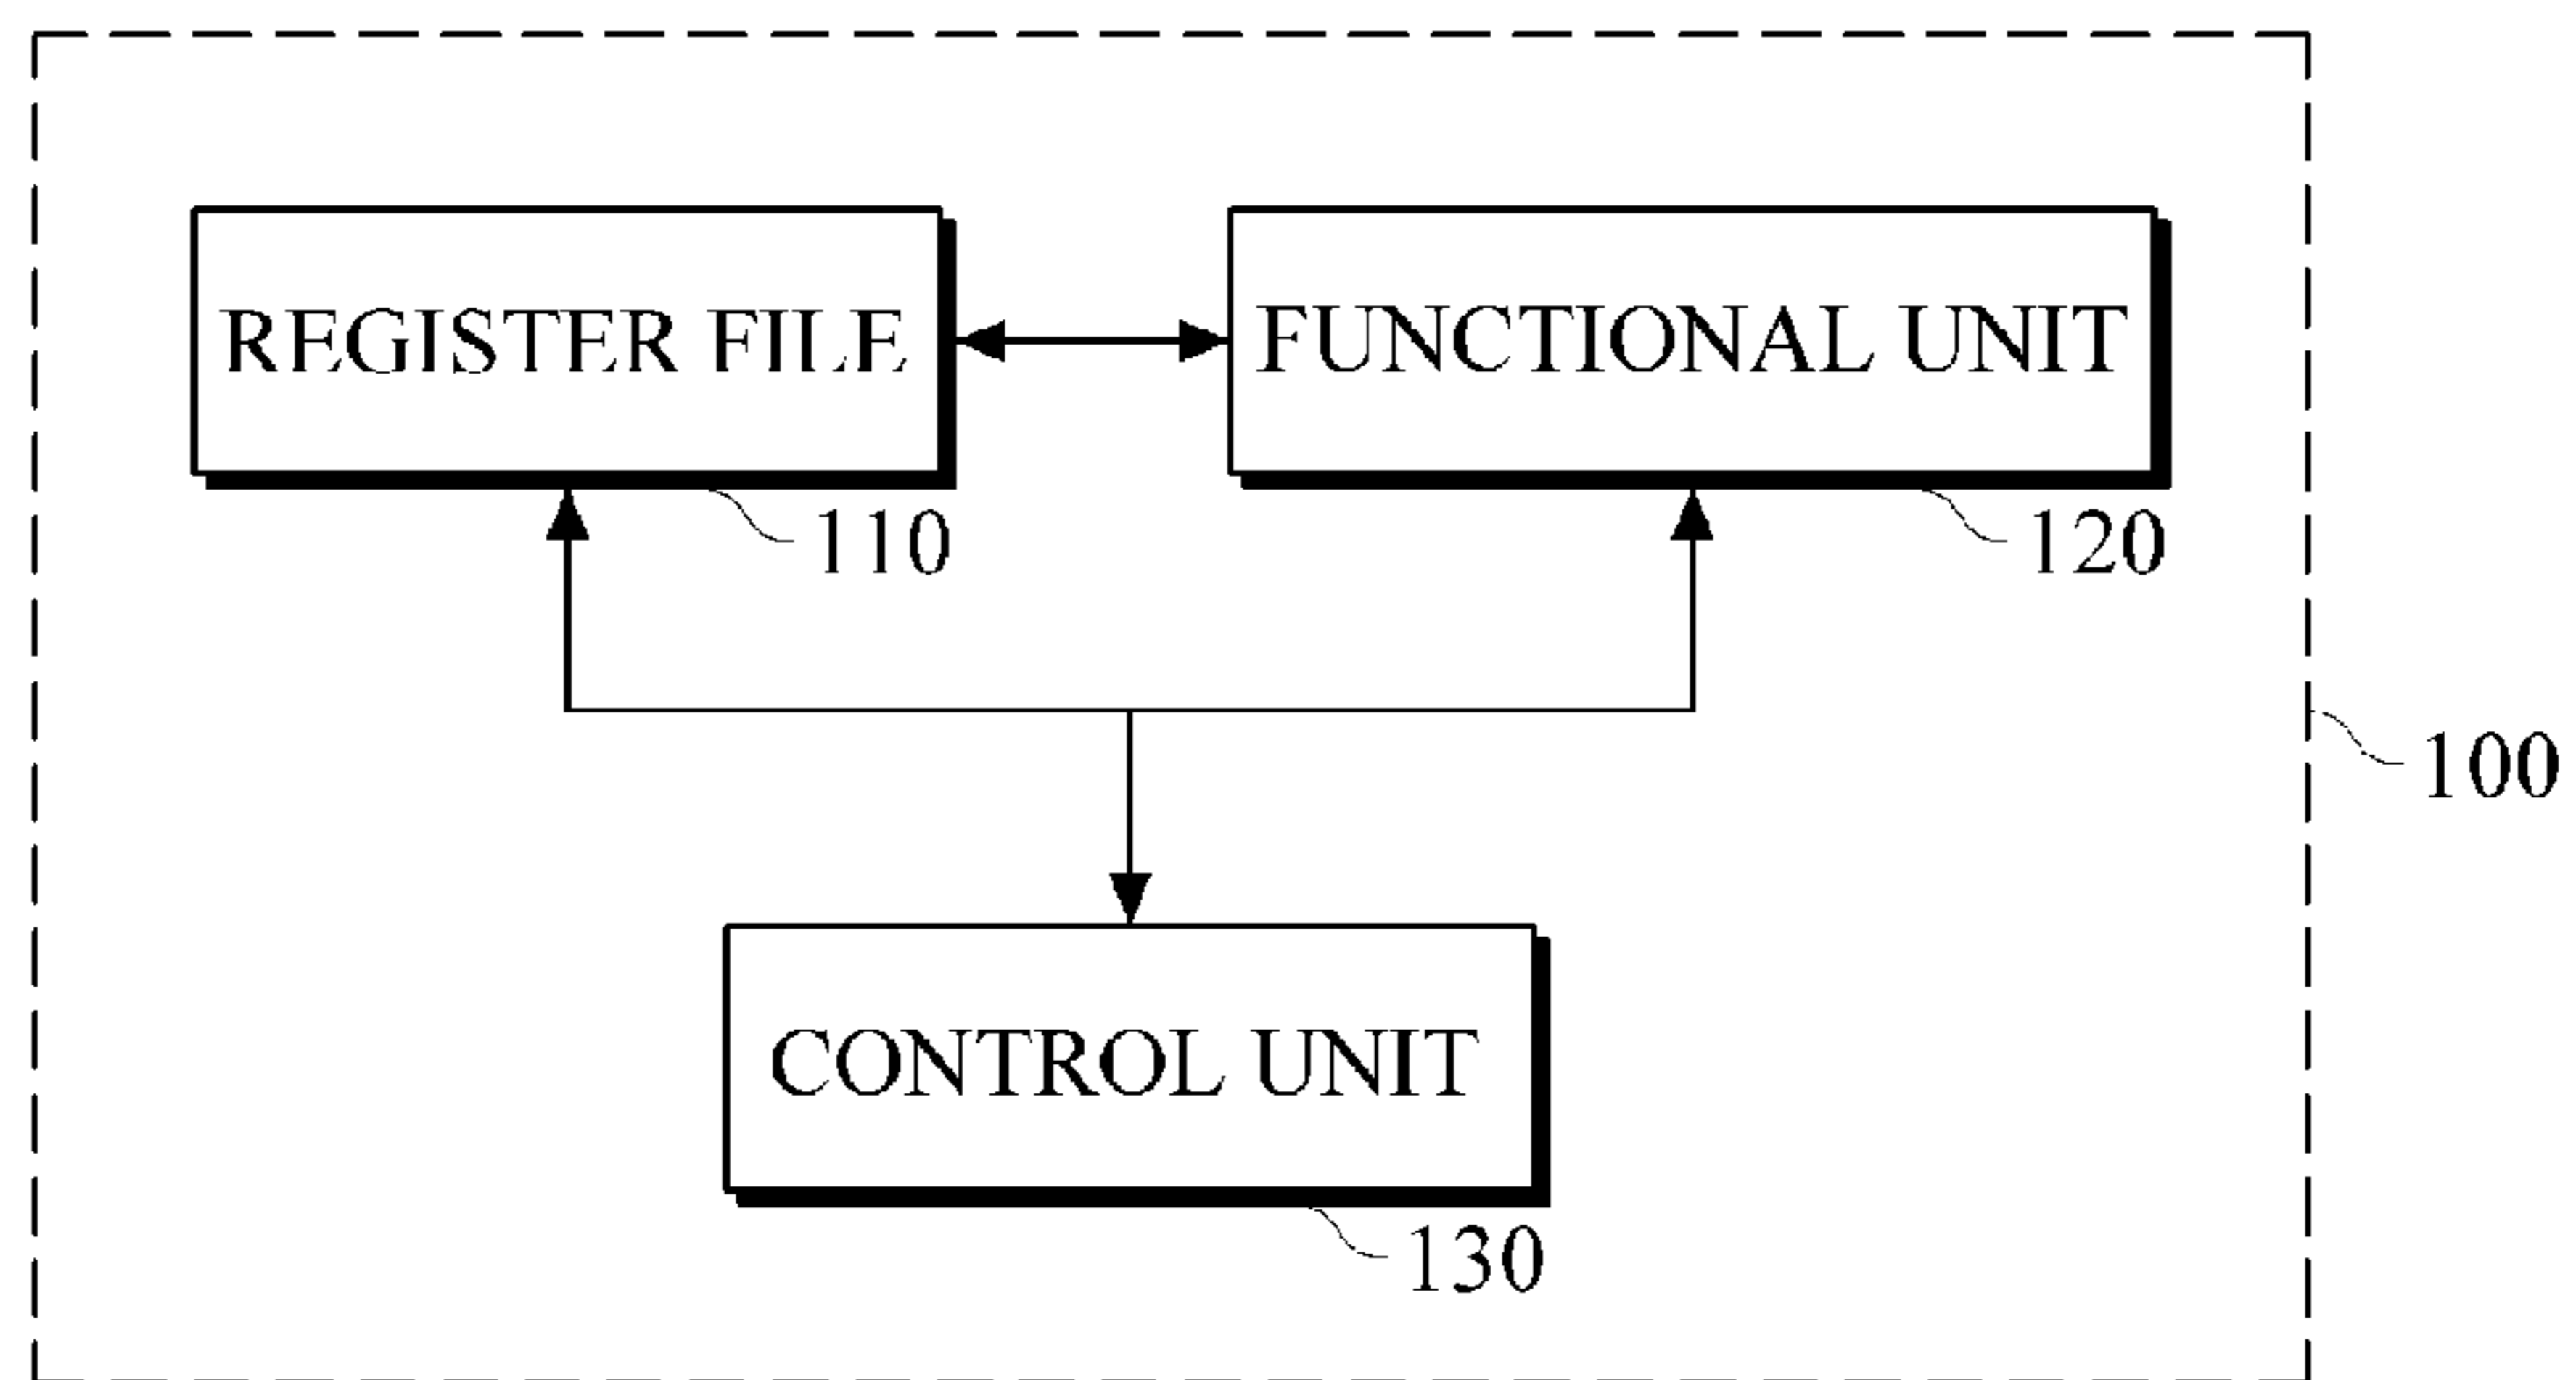 REGISTER FILE
FUNCTIONAL UNIT
110
120
100
CONTROL UNIT
130